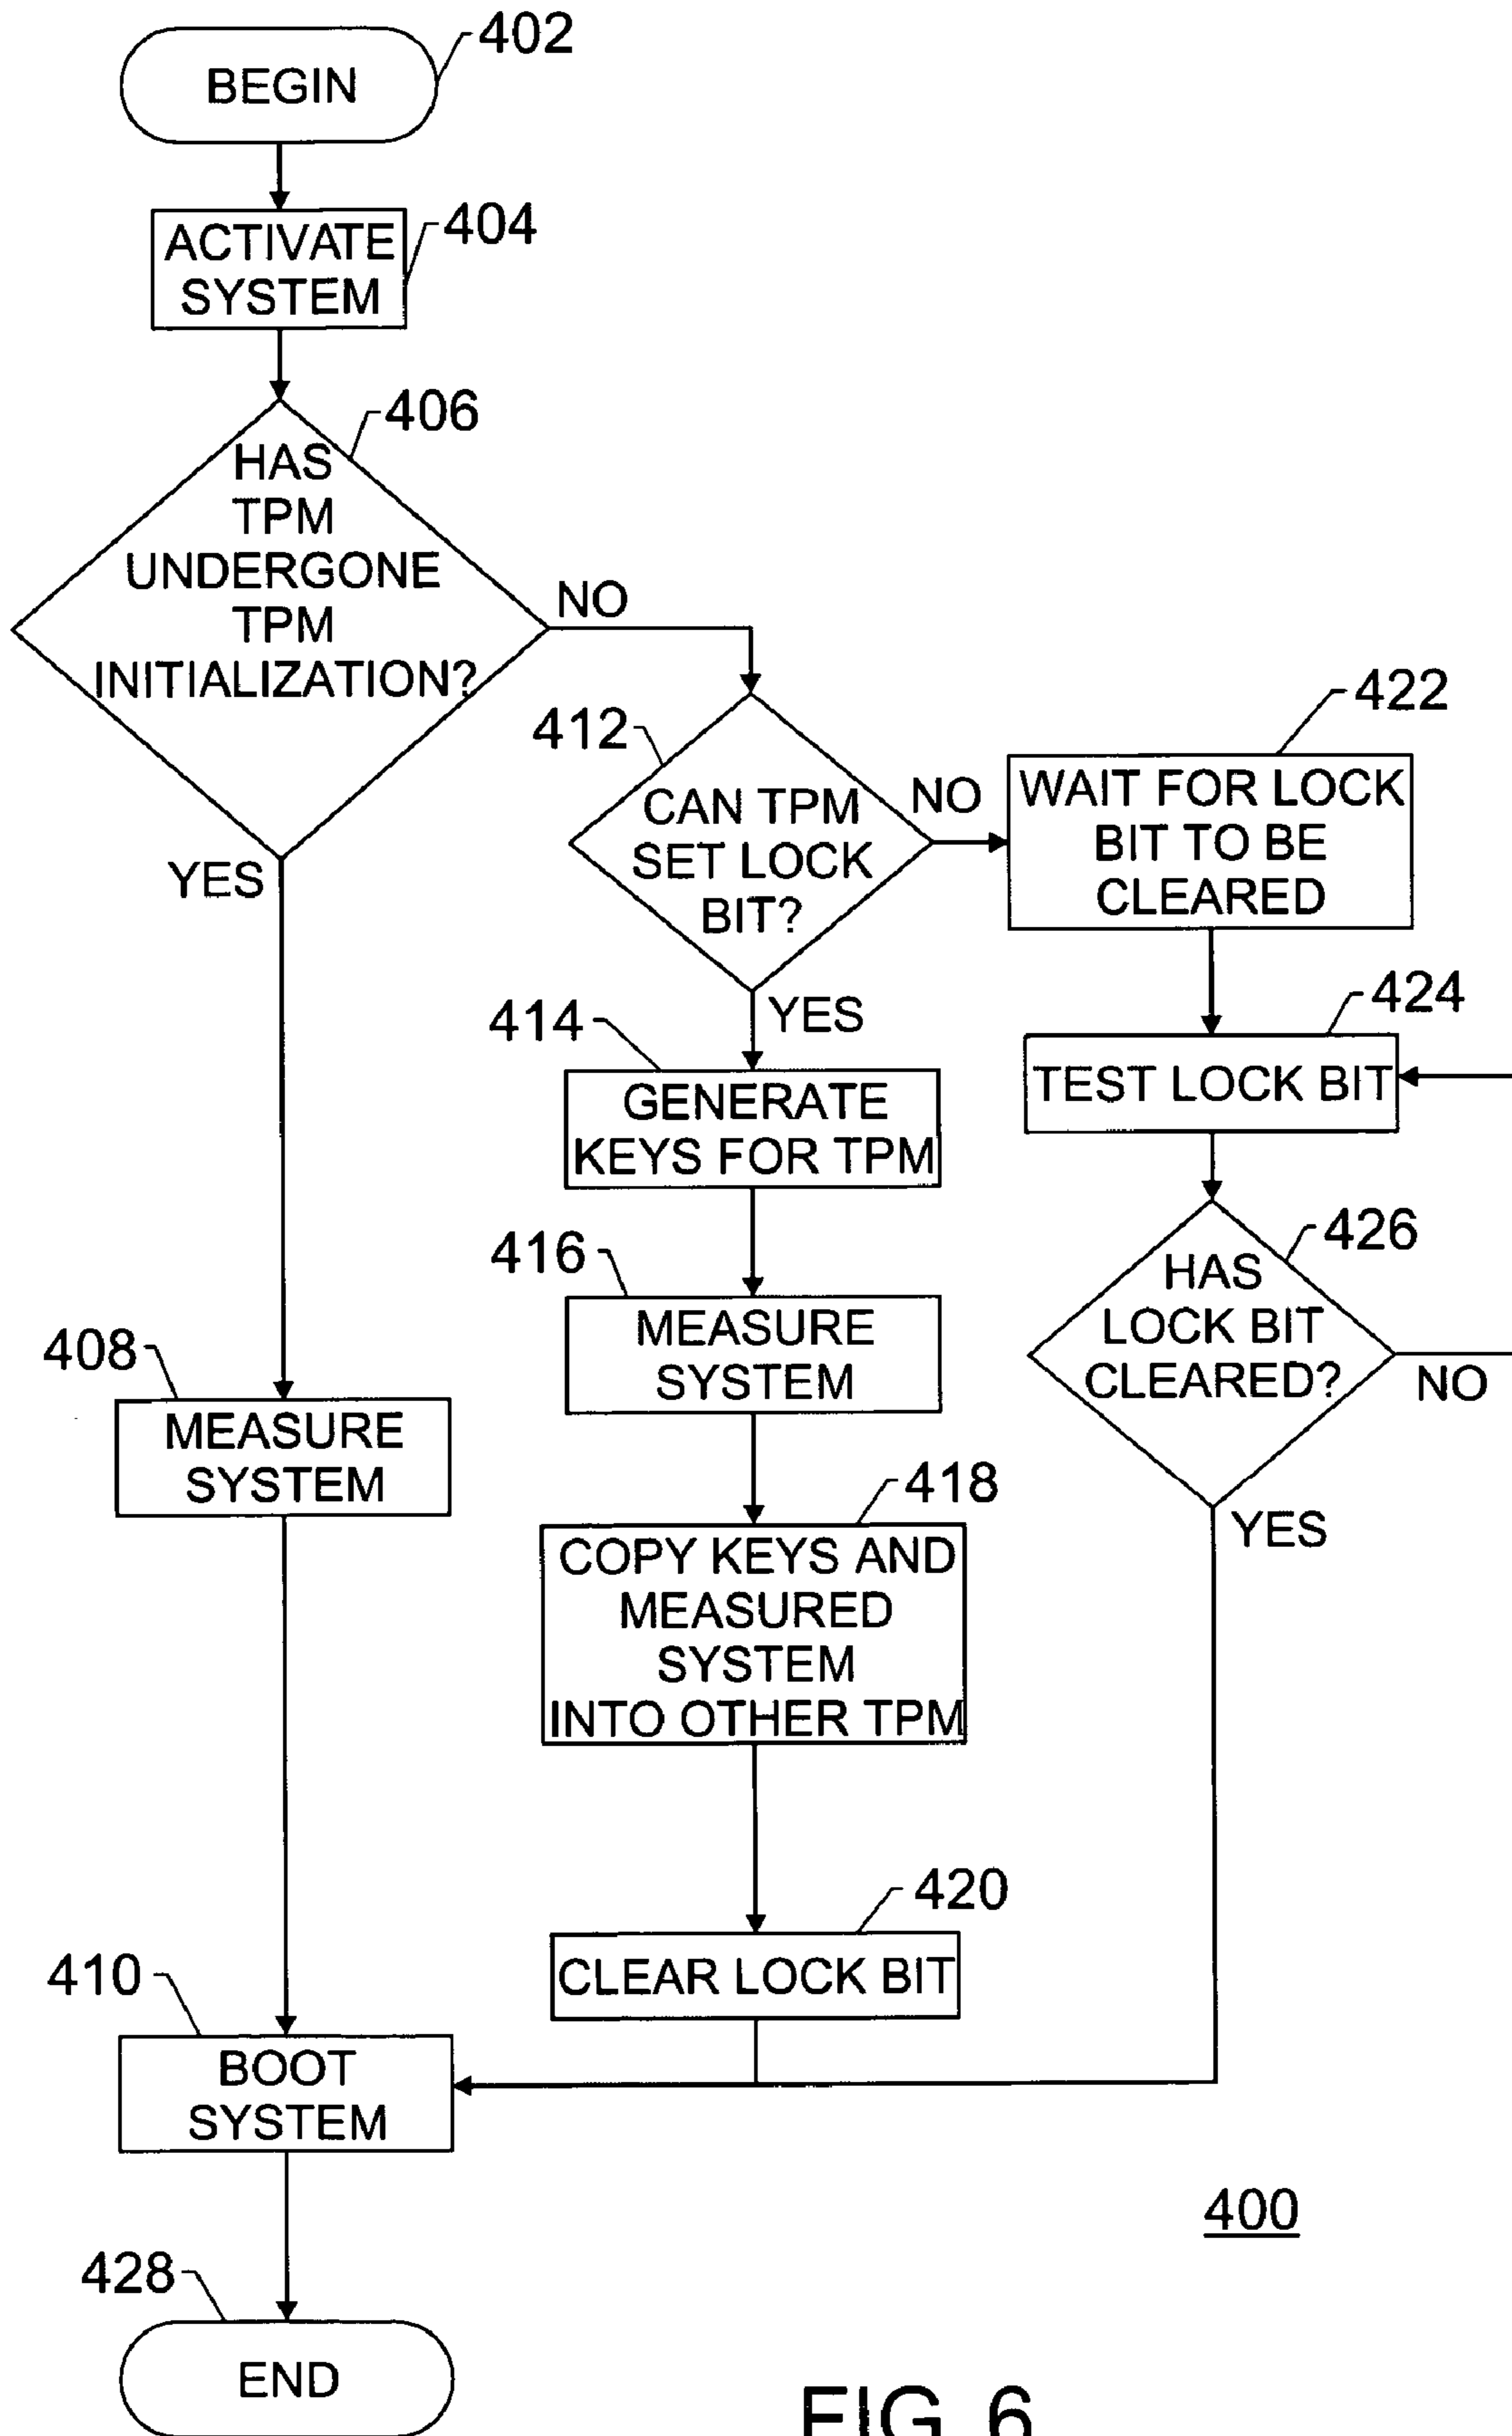 402
BEGIN
404
ACTIVATE
SYSTEM
406
HAS
TPM
UNDERGONE
TPM
INITIALIZATION?
NO
YES
412
CAN TPM
SET LOCK
BIT?
NO
YES
422
WAIT FOR LOCK
BIT TO BE
CLEARED
424
TEST LOCK BIT
414
GENERATE
KEYS FOR TPM
426
HAS
LOCK BIT
CLEARED?
NO
YES
416
MEASURE
SYSTEM
408
MEASURE
SYSTEM
418
COPY KEYS AND
MEASURED
SYSTEM
INTO OTHER TPM
420
CLEAR LOCK BIT
410
BOOT
SYSTEM
400
428
END
FIG. 6